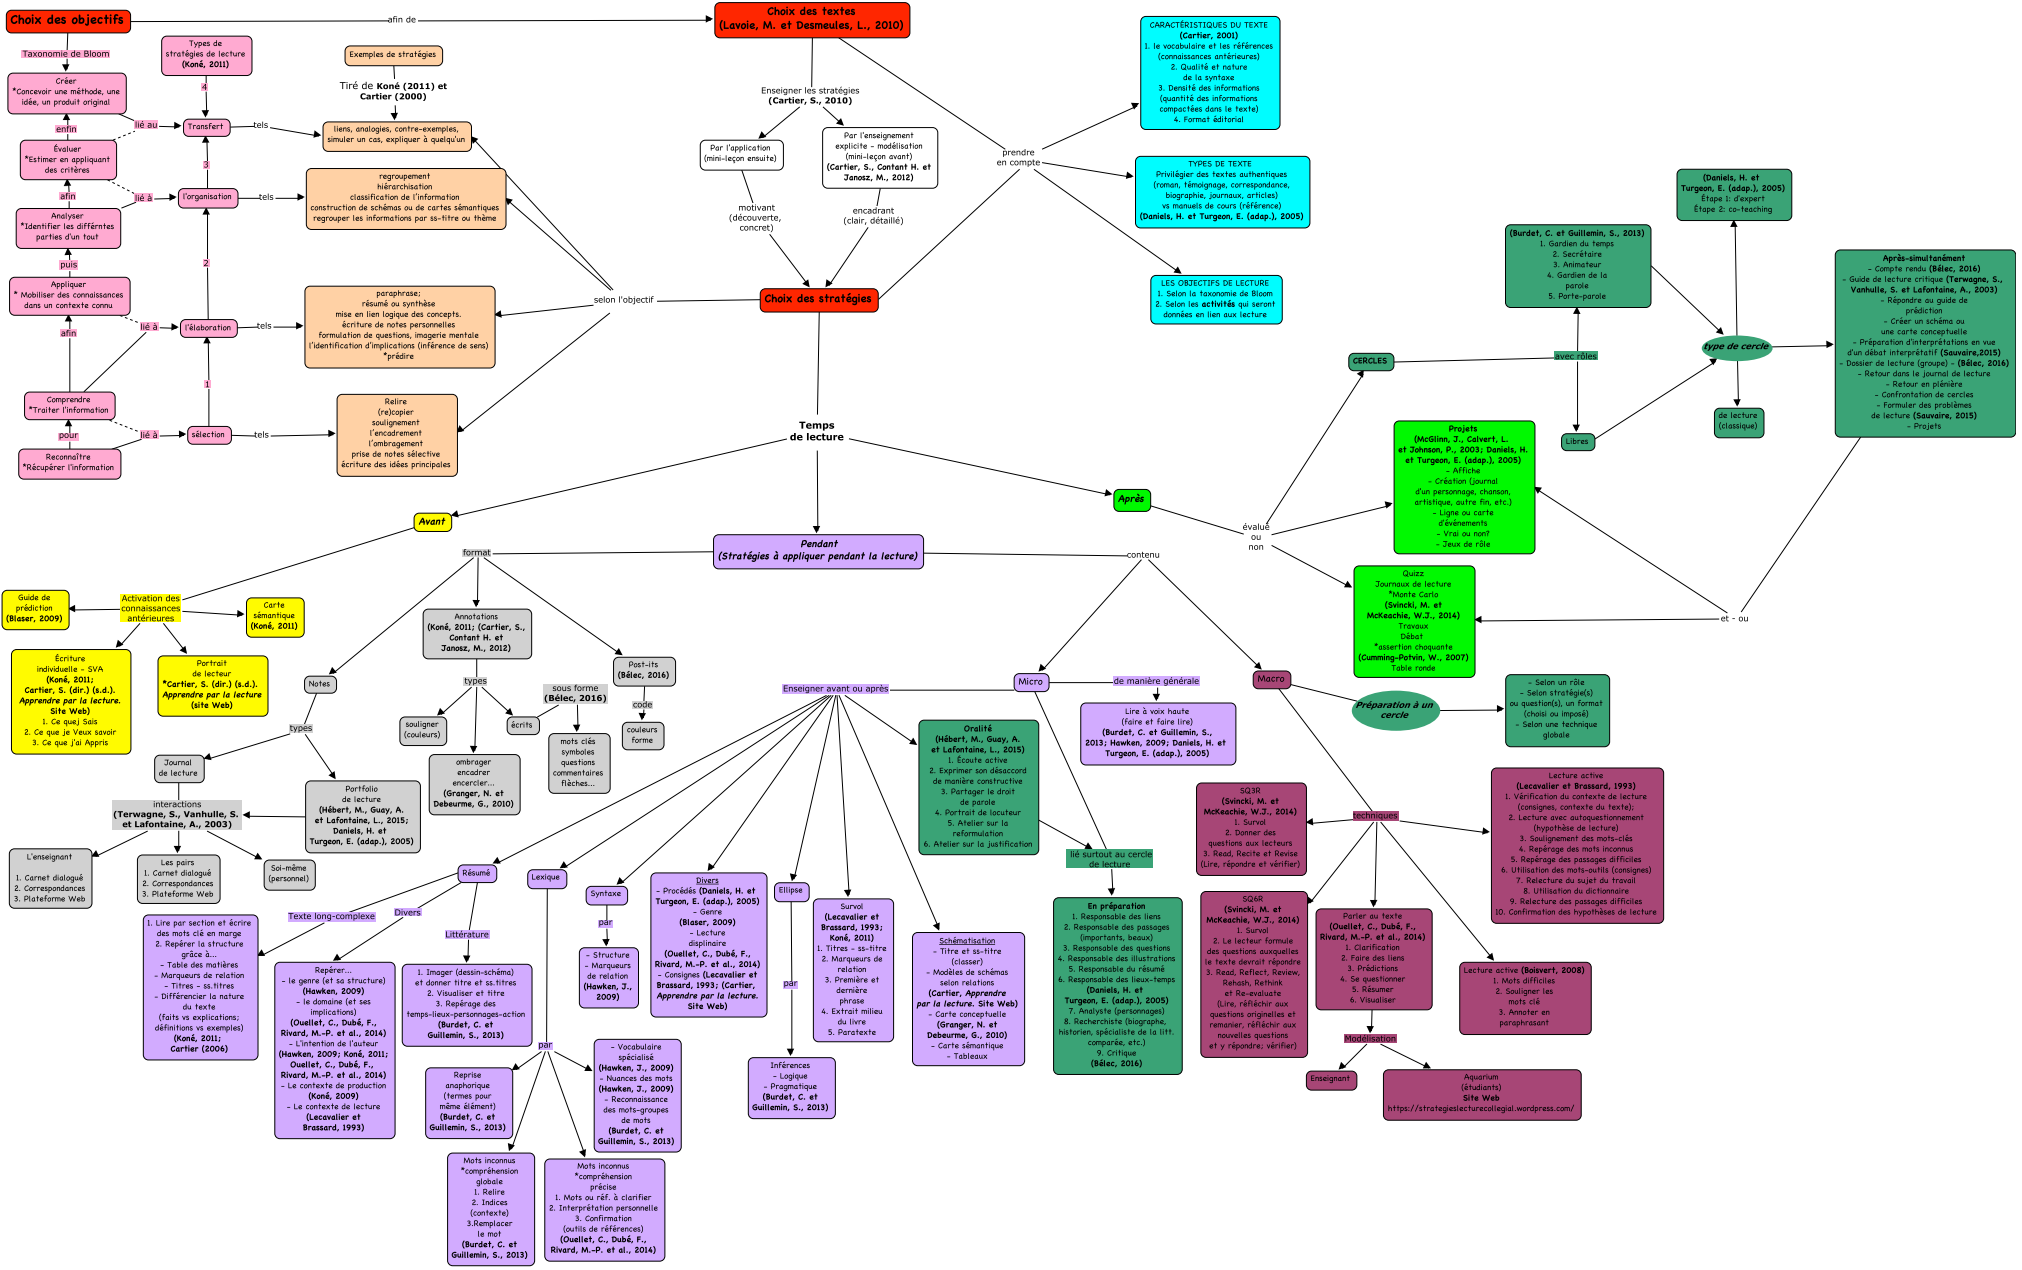 Choix des objectifs
afin de
Choix des textes
(Lavoie, M. et Desmeules, L., 2010)
Taxonomie de Bloom
Créer
*Concevoir une méthode, une
idée, un produit original
enfin
Évaluer
*Estimer en appliquant
des critères
afin
Analyser
*Identifier les différntes
parties d'un tout
puis
Appliquer
* Mobiliser des connaissances
dans un contexte connu
afin
Comprendre
*Traiter l'information
pour
Reconnaître
*Récupérer l'information
lié au
lié à
lié à
lié à
Types de
stratégies de lecture
(Koné, 2011)
4
Transfert
3
l'organisation
2
l'élaboration
1
sélection
tels
tels
tels
tels
Exemples de stratégies
Tiré de Koné (2011) et
Cartier (2000)
liens, analogies, contre-exemples,
simuler un cas, expliquer à quelqu'un
regroupement
hiérarchisation
classification de l'information
construction de schémas ou de cartes sémantiques
regrouper les informations par ss-titre ou thème
paraphrase;
résumé ou synthèse
mise en lien logique des concepts.
écriture de notes personnelles
formulation de questions, imagerie mentale
l'identification d'implications (inférence de sens)
*prédire
Relire
(re)copier
soulignement
l'encadrement
l'ombragement
prise de notes sélective
écriture des idées principales
selon l'objectif
Enseigner les stratégies
(Cartier, S., 2010)
Par l'application
(mini-leçon ensuite)
Par l'enseignement
explicite - modélisation
(mini-leçon avant)
(Cartier, S., Contant H. et
Janosz, M., 2012)
motivant
(découverte,
concret)
encadrant
(clair, détaillé)
Choix des stratégies
prendre
en compte
CARACTÉRISTIQUES DU TEXTE
(Cartier, 2001)
1. le vocabulaire et les références
(connaissances antérieures)
2. Qualité et nature
de la syntaxe
3. Densité des informations
(quantité des informations
compactées dans le texte)
4. Format éditorial
TYPES DE TEXTE
Privilégier des textes authentiques
(roman, témoignage, correspondance,
biographie, journaux, articles)
vs manuels de cours (référence)
(Daniels, H. et Turgeon, E. (adap.), 2005)
LES OBJECTIFS DE LECTURE
1. Selon la taxonomie de Bloom
2. Selon les activités qui seront
données en lien aux lecture
Temps
de lecture
Avant
Pendant
(Stratégies à appliquer pendant la lecture)
Après
évalué
ou
non
CERCLES
avec rôles
(Burdet, C. et Guillemin, S., 2013)
1. Gardien du temps
2. Secrétaire
3. Animateur
4. Gardien de la
parole
5. Porte-parole
Libres
type de cercle
(Daniels, H. et
Turgeon, E. (adap.), 2005)
Étape 1: d'expert
Étape 2: co-teaching
de lecture
(classique)
Après-simultanément
- Compte rendu (Bélec, 2016)
- Guide de lecture critique (Terwagne, S.,
Vanhulle, S. et Lafontaine, A., 2003)
- Répondre au guide de
prédiction
- Créer un schéma ou
une carte conceptuelle
- Préparation d'interprétations en vue
d'un débat interprétatif (Sauvaire,2015)
- Dossier de lecture (groupe) - (Bélec, 2016)
- Retour dans le journal de lecture
- Retour en plénière
- Confrontation de cercles
- Formuler des problèmes
de lecture (Sauvaire, 2015)
- Projets
Projets
(McGlinn, J., Calvert, L.
et Johnson, P., 2003; Daniels, H.
et Turgeon, E. (adap.), 2005)
- Affiche
- Création (journal
d'un personnage, chanson,
artistique, autre fin, etc.)
- Ligne ou carte
d'événements
- Vrai ou non?
- Jeux de rôle
Quizz
Journaux de lecture
*Monte Carlo
(Svincki, M. et
McKeachie, W.J., 2014)
Travaux
Débat
*assertion choquante
(Cumming-Potvin, W., 2007)
Table ronde
et - ou
Activation des
connaissances
antérieures
Guide de
prédiction
(Blaser, 2009)
Carte
sémantique
(Koné, 2011)
Écriture
individuelle - SVA
(Koné, 2011;
Cartier, S. (dir.) (s.d.).
Apprendre par la lecture.
Site Web)
1. Ce quej Sais
2. Ce que je Veux savoir
3. Ce que j'ai Appris
Portrait
de lecteur
*Cartier, S. (dir.) (s.d.).
Apprendre par la lecture
(site Web)
format
Notes
types
Journal
de lecture
Portfolio
de lecture
(Hébert, M., Guay, A.
et Lafontaine, L., 2015;
Daniels, H. et
Turgeon, E. (adap.), 2005)
interactions
(Terwagne, S., Vanhulle, S.
et Lafontaine, A., 2003)
L'enseignant
1. Carnet dialogué
2. Correspondances
3. Plateforme Web
Les pairs
1. Carnet dialogué
2. Correspondances
3. Plateforme Web
Soi-même
(personnel)
Annotations
(Koné, 2011; (Cartier, S.,
Contant H. et
Janosz, M., 2012)
types
souligner
(couleurs)
ombrager
encadrer
encercler...
(Granger, N. et
Debeurme, G., 2010)
écrits
sous forme
(Bélec, 2016)
mots clés
symboles
questions
commentaires
flèches...
Post-its
(Bélec, 2016)
code
couleurs
forme
contenu
Micro
de manière générale
Lire à voix haute
(faire et faire lire)
(Burdet, C. et Guillemin, S.,
2013; Hawken, 2009; Daniels, H. et
Turgeon, E. (adap.), 2005)
Enseigner avant ou après
Oralité
(Hébert, M., Guay, A.
et Lafontaine, L., 2015)
1. Écoute active
2. Exprimer son désaccord
de manière constructive
3. Partager le droit
de parole
4. Portrait de locuteur
5. Atelier sur la
reformulation
6. Atelier sur la justification
lié surtout au cercle
de lecture
En préparation
1. Responsable des liens
2. Responsable des passages
(importants, beaux)
3. Responsable des questions
4. Responsable des illustrations
5. Responsable du résumé
6. Responsable des lieux-temps
(Daniels, H. et
Turgeon, E. (adap.), 2005)
7. Analyste (personnages)
8. Recherchiste (biographe,
historien, spécialiste de la litt.
comparée, etc.)
9. Critique
(Bélec, 2016)
Résumé
Texte long-complexe
Divers
Littérature
1. Lire par section et écrire
des mots clé en marge
2. Repérer la structure
grâce à...
- Table des matières
- Marqueurs de relation
- Titres - ss.titres
- Différencier la nature
du texte
(faits vs explications;
définitions vs exemples)
(Koné, 2011;
Cartier (2006)
Repérer...
- le genre (et sa structure)
(Hawken, 2009)
- le domaine (et ses
implications)
(Ouellet, C., Dubé, F.,
Rivard, M.-P. et al., 2014)
- L'intention de l'auteur
(Hawken, 2009; Koné, 2011;
Ouellet, C., Dubé, F.,
Rivard, M.-P. et al., 2014)
- Le contexte de production
(Koné, 2009)
- Le contexte de lecture
(Lecavalier et
Brassard, 1993)
1. Imager (dessin-schéma)
et donner titre et ss.titres
2. Visualiser et titre
3. Repérage des
temps-lieux-personnages-action
(Burdet, C. et
Guillemin, S., 2013)
Lexique
par
Reprise
anaphorique
(termes pour
même élément)
(Burdet, C. et
Guillemin, S., 2013)
Mots inconnus
*compréhension
globale
1. Relire
2. Indices
(contexte)
3.Remplacer
le mot
(Burdet, C. et
Guillemin, S., 2013)
Mots inconnus
*compréhension
précise
1. Mots ou réf. à clarifier
2. Interprétation personnelle
3. Confirmation
(outils de références)
(Ouellet, C., Dubé, F.,
Rivard, M.-P. et al., 2014)
- Vocabulaire
spécialisé
(Hawken, J., 2009)
- Nuances des mots
(Hawken, J., 2009)
- Reconnaissance
des mots-groupes
de mots
(Burdet, C. et
Guillemin, S., 2013)
Syntaxe
par
- Structure
- Marqueurs
de relation
(Hawken, J.,
2009)
Divers
- Procédés (Daniels, H. et
Turgeon, E. (adap.), 2005)
- Genre
(Blaser, 2009)
- Lecture
displinaire
(Ouellet, C., Dubé, F.,
Rivard, M.-P. et al., 2014)
- Consignes (Lecavalier et
Brassard, 1993; (Cartier,
Apprendre par la lecture.
Site Web)
Ellipse
par
Inférences
- Logique
- Pragmatique
(Burdet, C. et
Guillemin, S., 2013)
Survol
(Lecavalier et
Brassard, 1993;
Koné, 2011)
1. Titres - ss-titre
2. Marqueurs de
relation
3. Première et
dernière
phrase
4. Extrait milieu
du livre
5. Paratexte
Schématisation
- Titre et ss-titre
(classer)
- Modèles de schémas
selon relations
(Cartier, Apprendre
par la lecture. Site Web)
- Carte conceptuelle
(Granger, N. et
Debeurme, G., 2010)
- Carte sémantique
- Tableaux
Macro
Préparation à un
cercle
- Selon un rôle
- Selon stratégie(s)
ou question(s), un format
(choisi ou imposé)
- Selon une technique
globale
techniques
SQ3R
(Svincki, M. et
McKeachie, W.J., 2014)
1. Survol
2. Donner des
questions aux lecteurs
3. Read, Recite et Revise
(Lire, répondre et vérifier)
SQ6R
(Svincki, M. et
McKeachie, W.J., 2014)
1. Survol
2. Le lecteur formule
des questions auxquelles
le texte devrait répondre
3. Read, Reflect, Review,
Rehash, Rethink
et Re-evaluate
(Lire, réfléchir aux
questions originelles et
remanier, réfléchir aux
nouvelles questions
et y répondre; vérifier)
Parler au texte
(Ouellet, C., Dubé, F.,
Rivard, M.-P. et al., 2014)
1. Clarification
2. Faire des liens
3. Prédictions
4. Se questionner
5. Résumer
6. Visualiser
Modélisation
Enseignant
Aquarium
(étudiants)
Site Web
https://strategieslecturecollegial.wordpress.com/
Lecture active (Boisvert, 2008)
1. Mots difficiles
2. Souligner les
mots clé
3. Annoter en
paraphrasant
Lecture active
(Lecavalier et Brassard, 1993)
1. Vérification du contexte de lecture
(consignes, contexte du texte);
2. Lecture avec autoquestionnement
(hypothèse de lecture)
3. Soulignement des mots-clés
4. Repérage des mots inconnus
5. Repérage des passages difficiles
6. Utilisation des mots-outils (consignes)
7. Relecture du sujet du travail
8. Utilisation du dictionnaire
9. Relecture des passages difficiles
10. Confirmation des hypothèses de lecture